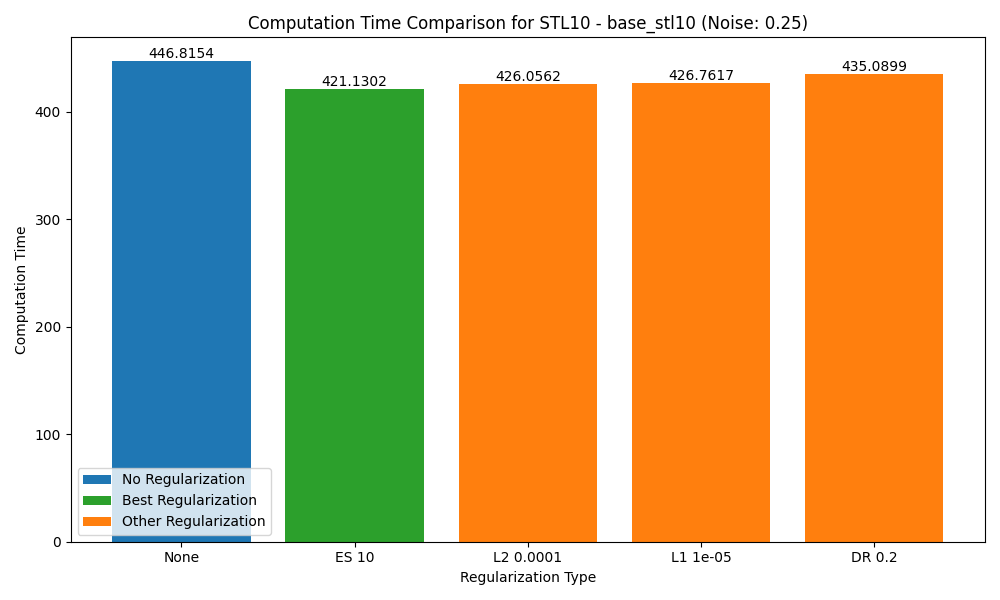 Computation Time Comparison for STL10 - base_stl10 (Noise: 0.25)
446.8154
421.1302
426.0562
426.7617
435.0899
Computation Time
400
300
200
100
0
No Regularization
Best Regularization
Other Regularization
None
ES 10
L2 0.0001
L1 1e-05
DR 0.2
Regularization Type